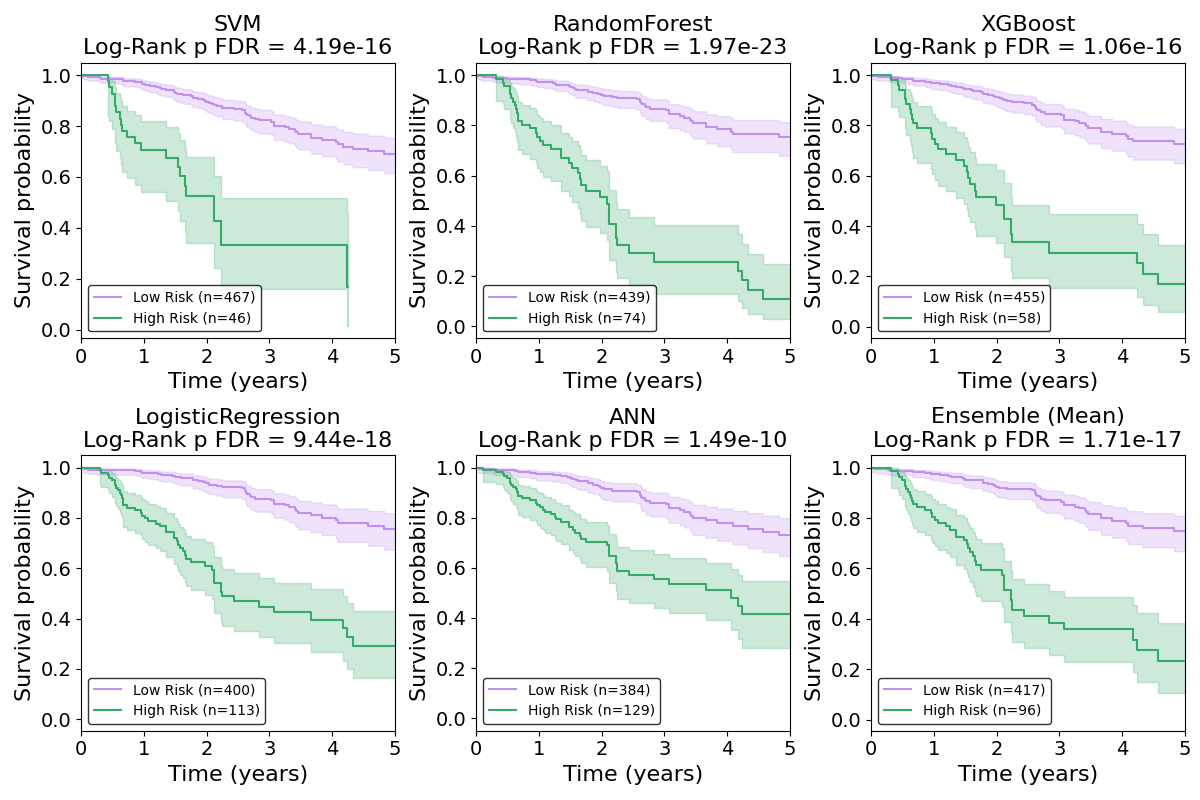 SVM
Log-Rank p FDR = 4.19e-16
Survival probability
1.0
0.8
0.6
0.4
0.2
0.0
Low Risk (n=467)
High Risk (n=46)
0 1 2 3 4 5
Time (years)
RandomForest
Log-Rank p FDR = 1.97e-23
Survival probability
1.0
0.8
0.6
0.4
0.2
0.0
Low Risk (n=439)
High Risk (n=74)
0 1 2 3 4 5
Time (years)
XGBoost
Log-Rank p FDR = 1.06e-16
Survival probability
1.0
0.8
0.6
0.4
0.2
0.0
Low Risk (n=455)
High Risk (n=58)
0 1 2 3 4 5
Time (years)
LogisticRegression
Log-Rank p FDR = 9.44e-18
Survival probability
1.0
0.8
0.6
0.4
0.2
0.0
Low Risk (n=400)
High Risk (n=113)
0 1 2 3 4 5
Time (years)
ANN
Log-Rank p FDR = 1.49e-10
Survival probability
1.0
0.8
0.6
0.4
0.2
0.0
Low Risk (n=384)
High Risk (n=129)
0 1 2 3 4 5
Time (years)
Ensemble (Mean)
Log-Rank p FDR = 1.71e-17
Survival probability
1.0
0.8
0.6
0.4
0.2
0.0
Low Risk (n=417)
High Risk (n=96)
0 1 2 3 4 5
Time (years)